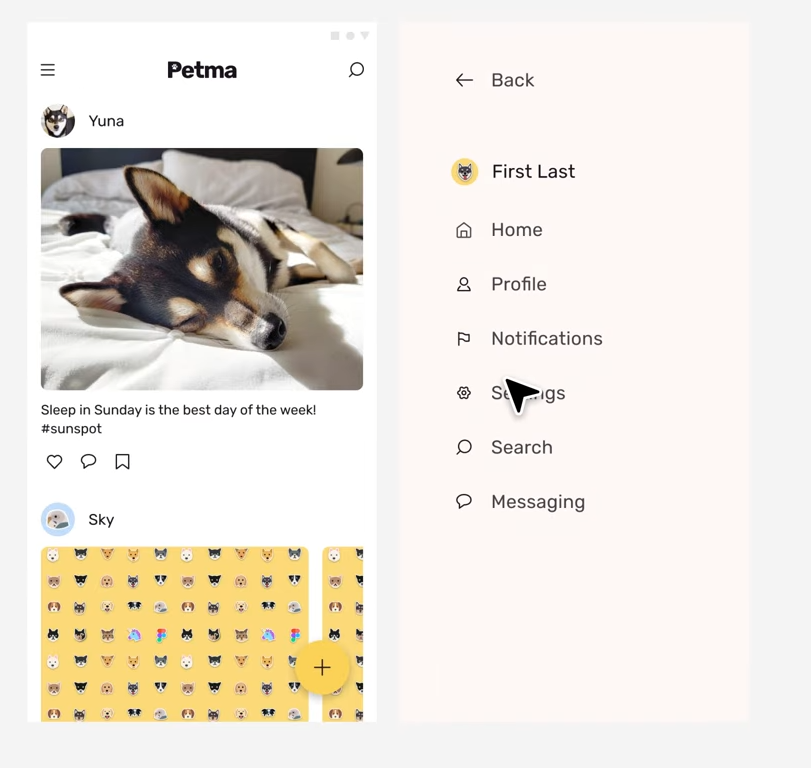 Petma
Yuna
Sleep in Sunday is the best day of the week!
#sunspot
Sky
Back
First Last
Home
Profile
Notifications
Search
Messaging